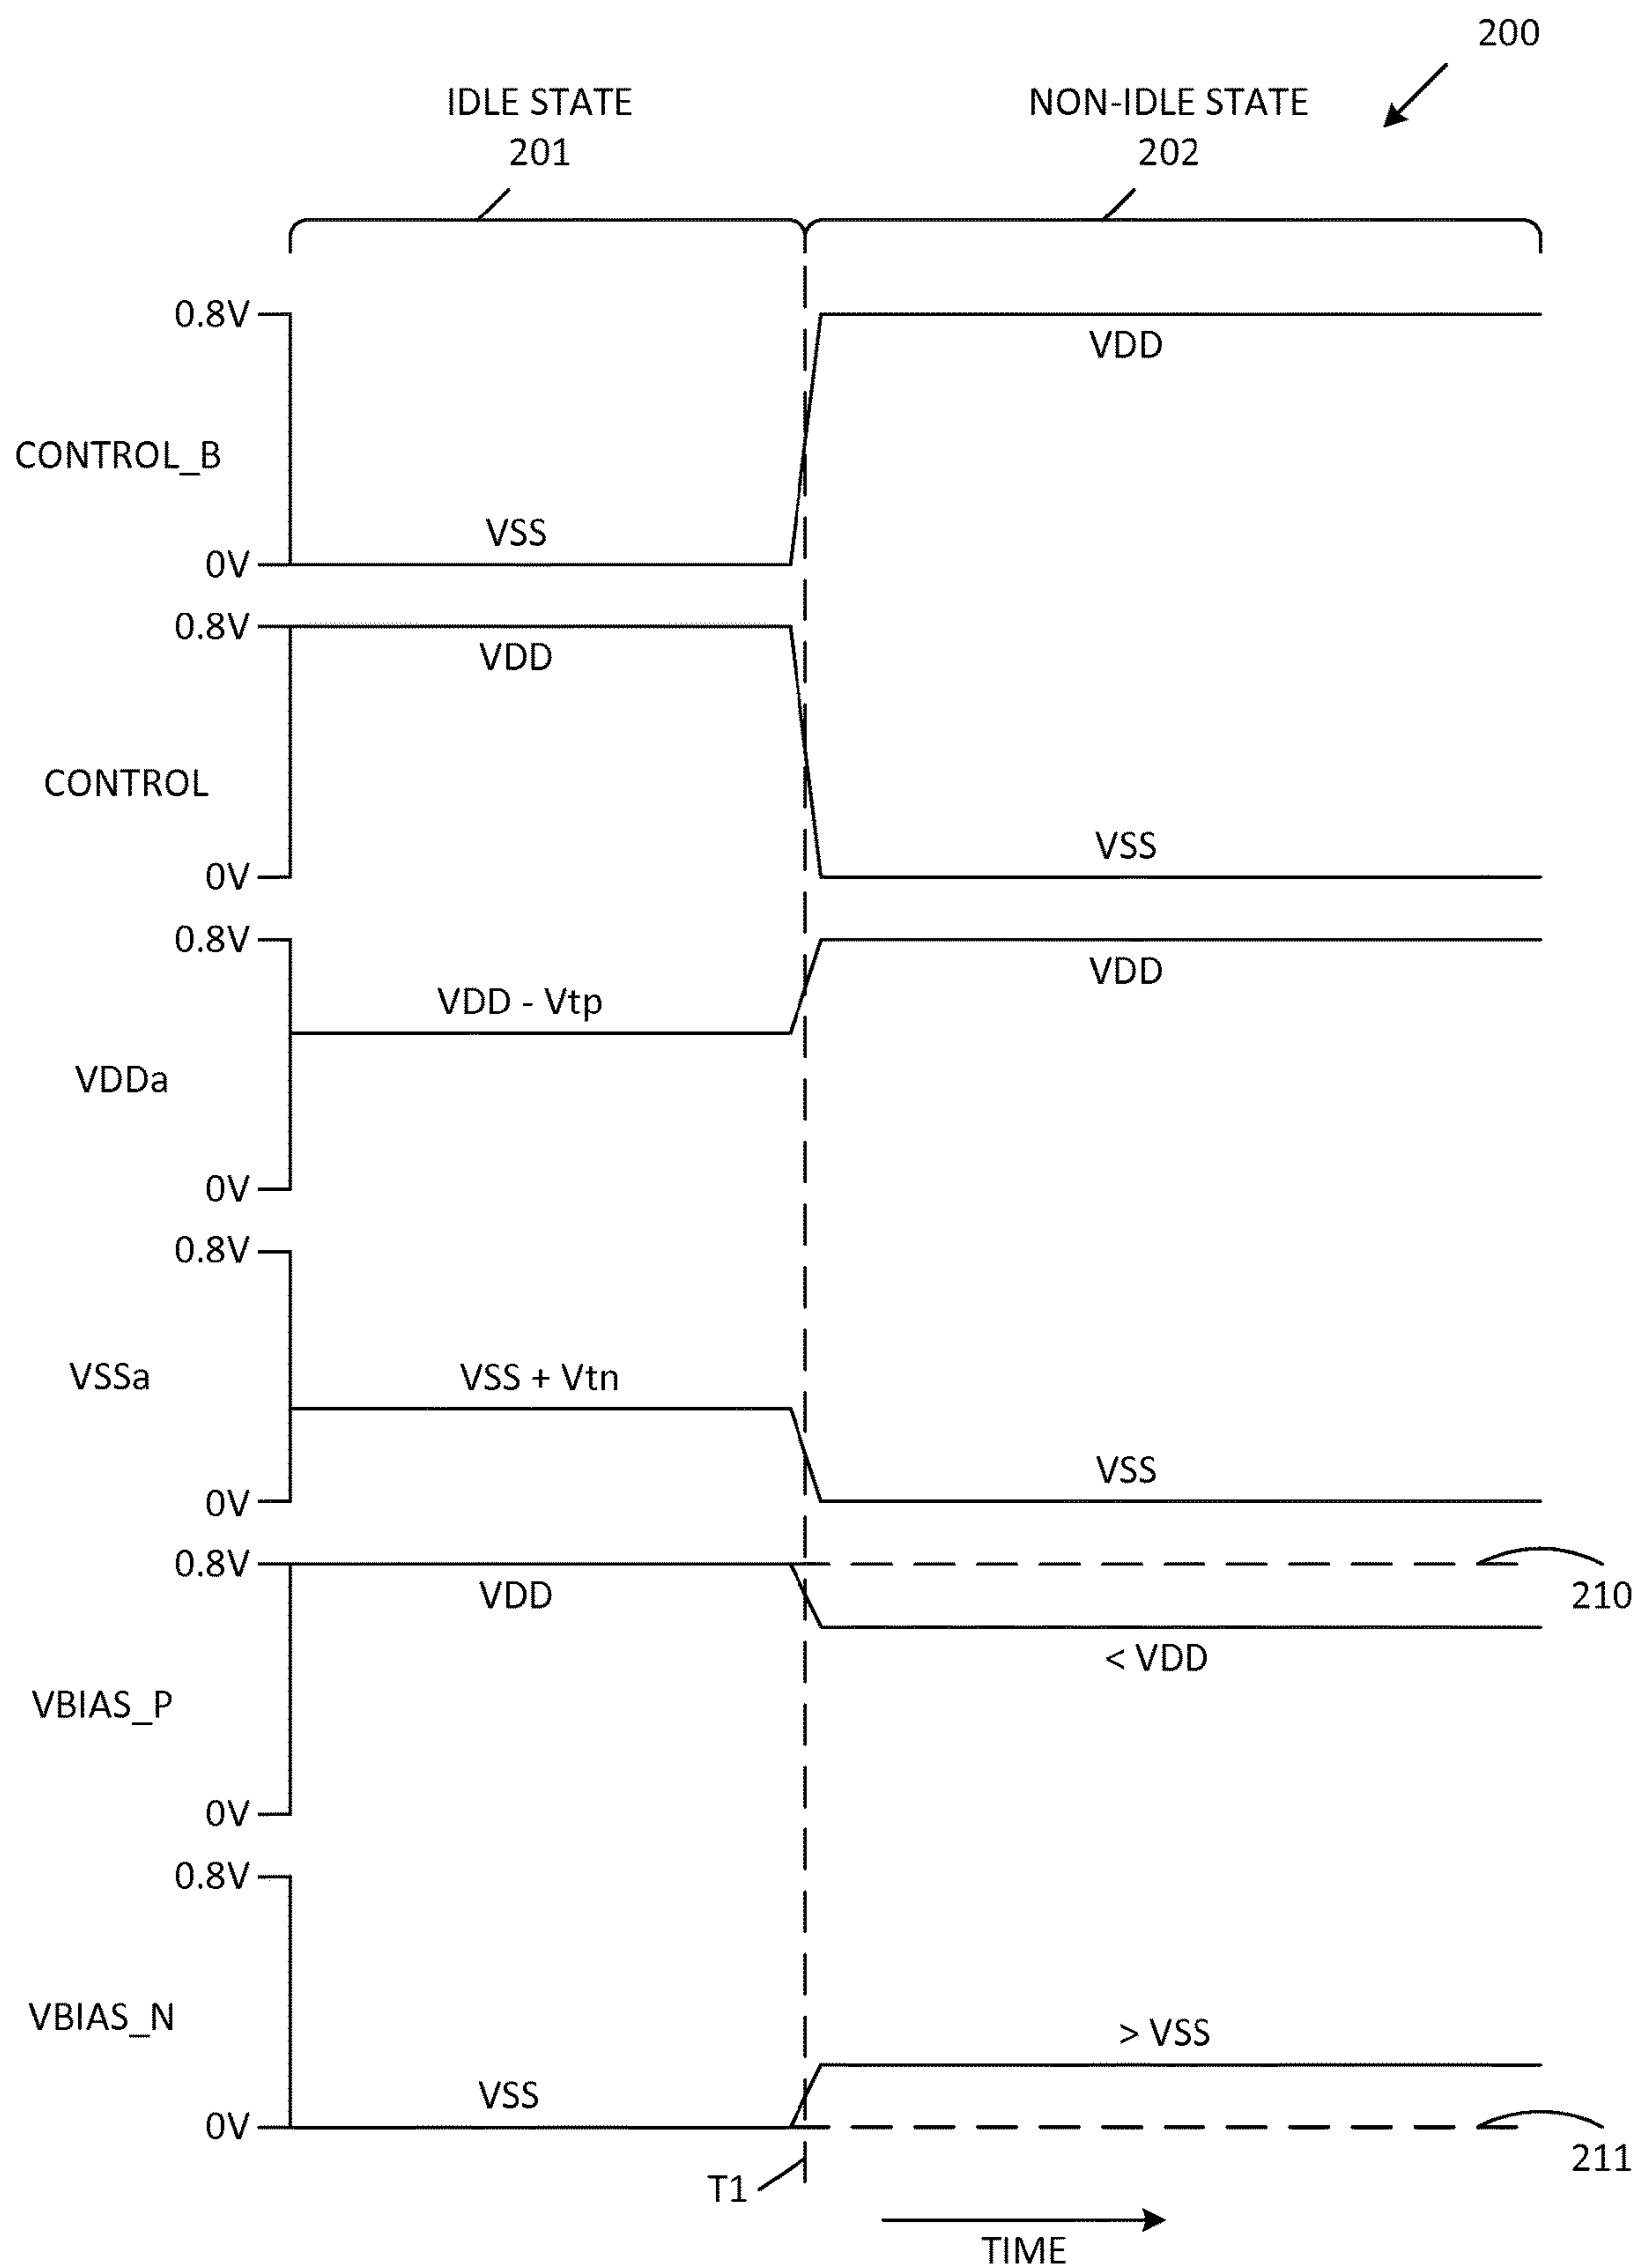 200
IDLE STATE
201
NON-IDLE STATE
202
0.8V
VDD
CONTROL_B
VSS
0V
0.8V
VDD
CONTROL
VSS
0V
0.8V
VDD
VDD - Vtp
VDDa
0V
0.8V
VSSa
VSS + Vtn
VSS
0V
0.8V
VDD
210
< VDD
VBIAS_P
0V
0.8V
VBIAS_N
> VSS
VSS
0V
211
T1
TIME